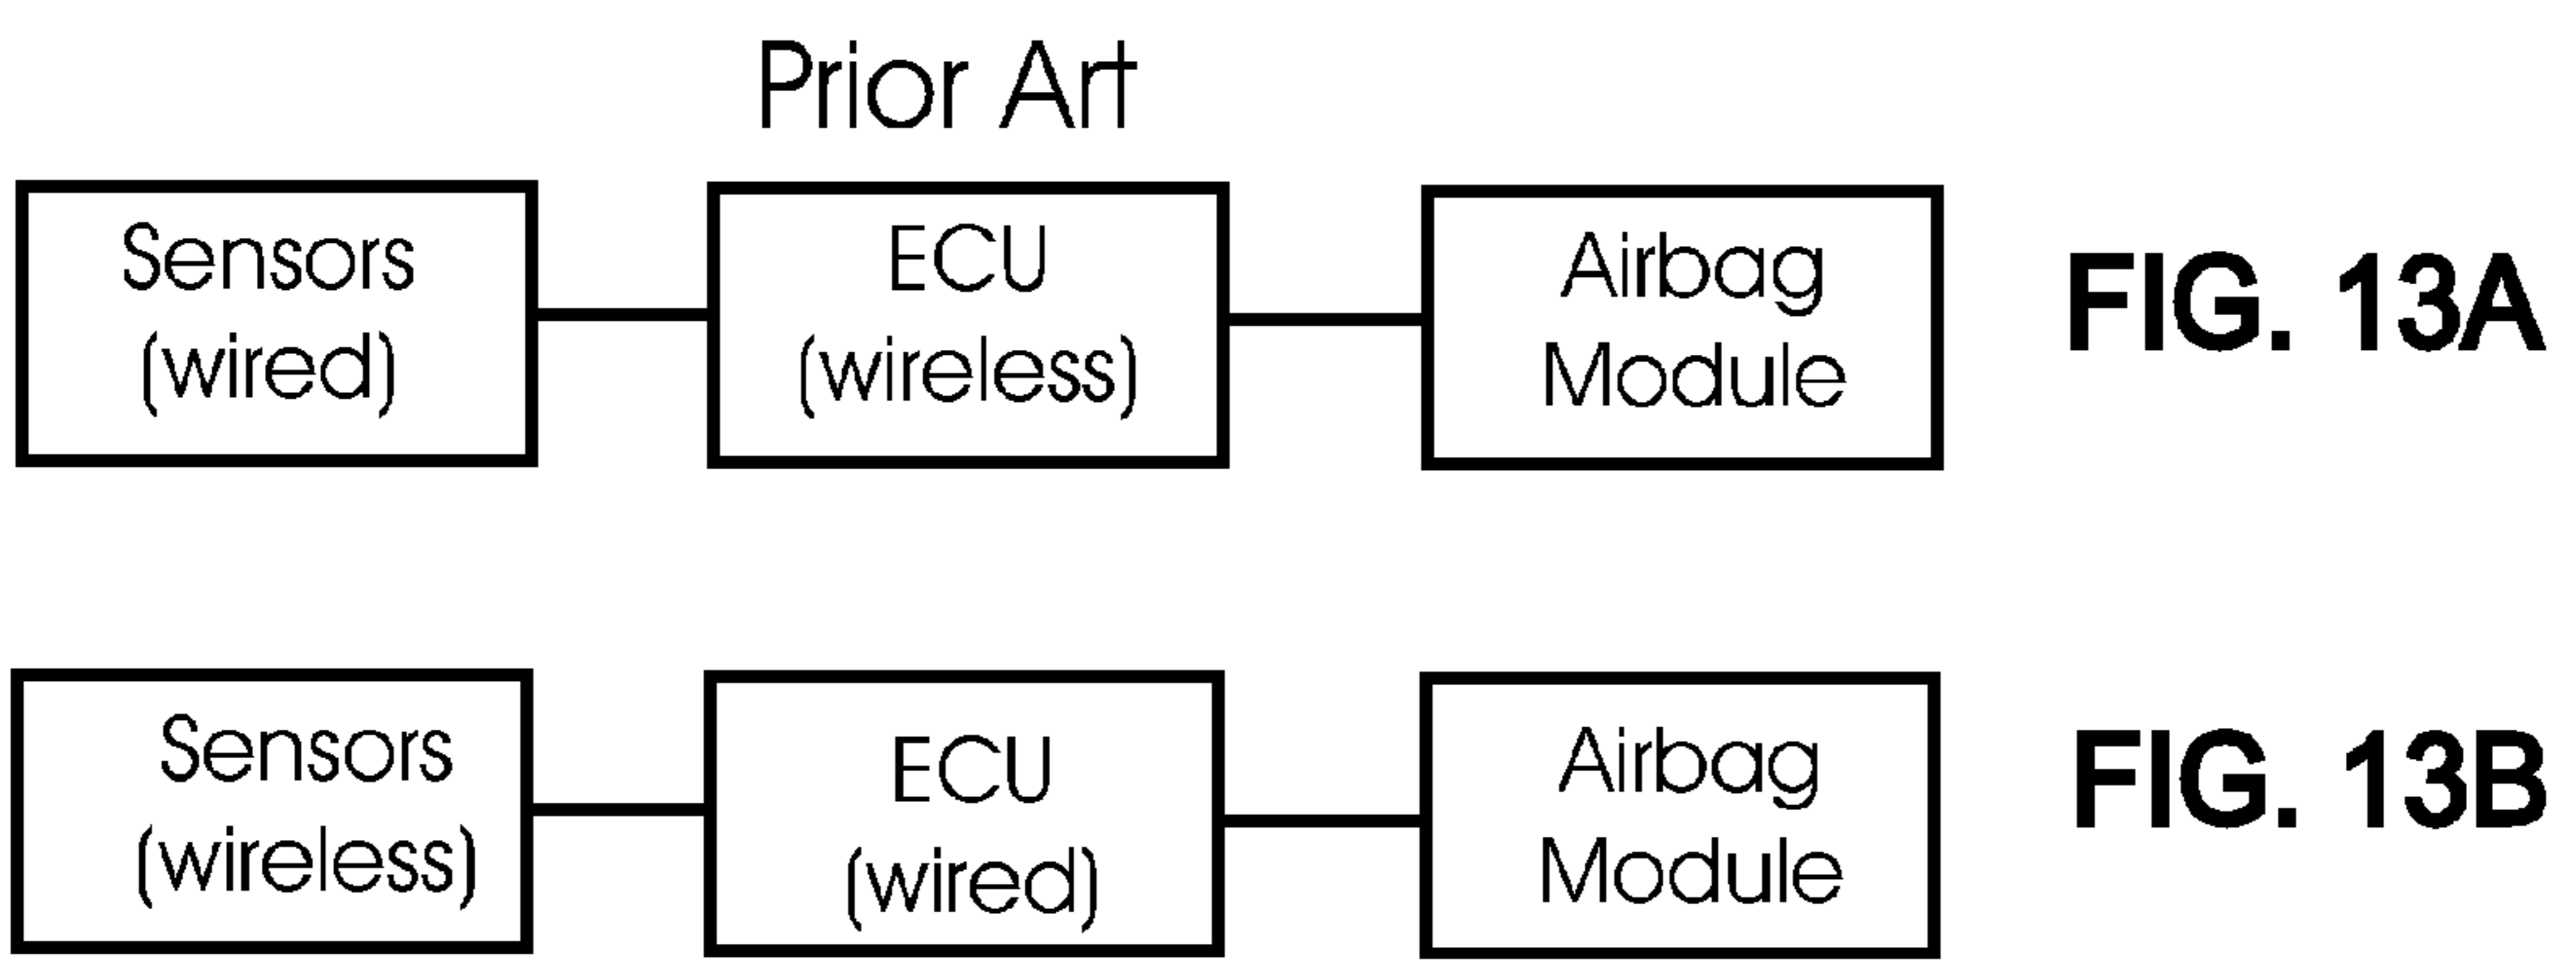 Prior Art
Sensors
(wired)
ECU
(wireless)
Airbag
Module
FIG. 13A
Sensors
(wireless)
ECU
(wired)
Airbag
Module
FIG. 13B